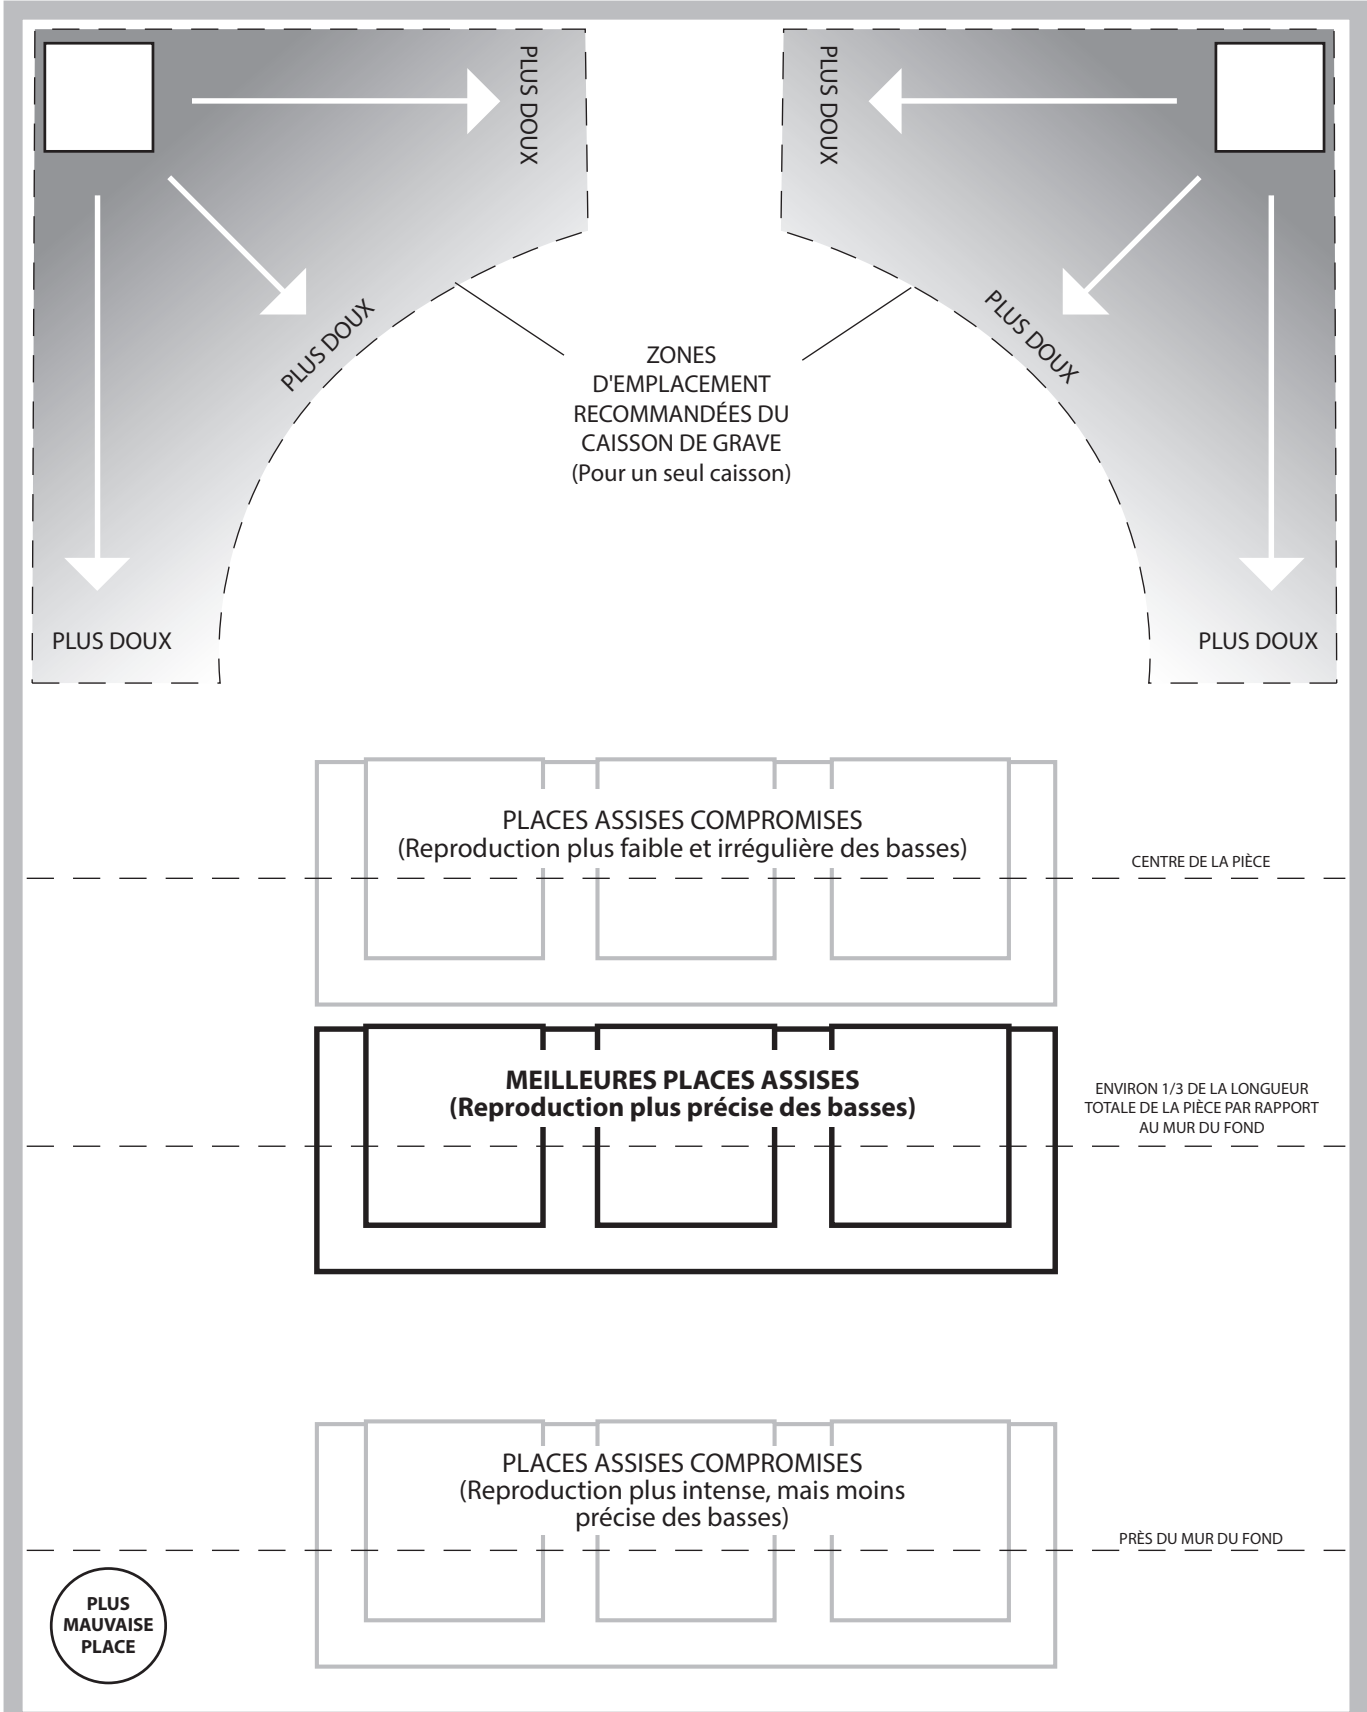 PLUS DOUX
PLUS DOUX
PLUS DOUX
PLUS DOUX
ZONES
D'EMPLACEMENT
RECOMMANDÉES DU
CAISSON DE GRAVE
(Pour un seul caisson)
PLUS DOUX
PLUS DOUX
PLACES ASSISES COMPROMISES
(Reproduction plus faible et irrégulière des basses)
CENTRE DE LA PIÈCE
MEILLEURES PLACES ASSISES
(Reproduction plus précise des basses)
ENVIRON 1/3 DE LA LONGUEUR
TOTALE DE LA PIÈCE PAR RAPPORT
AU MUR DU FOND
PLACES ASSISES COMPROMISES
(Reproduction plus intense, mais moins
précise des basses)
PRÈS DU MUR DU FOND
PLUS
MAUVAISE
PLACE